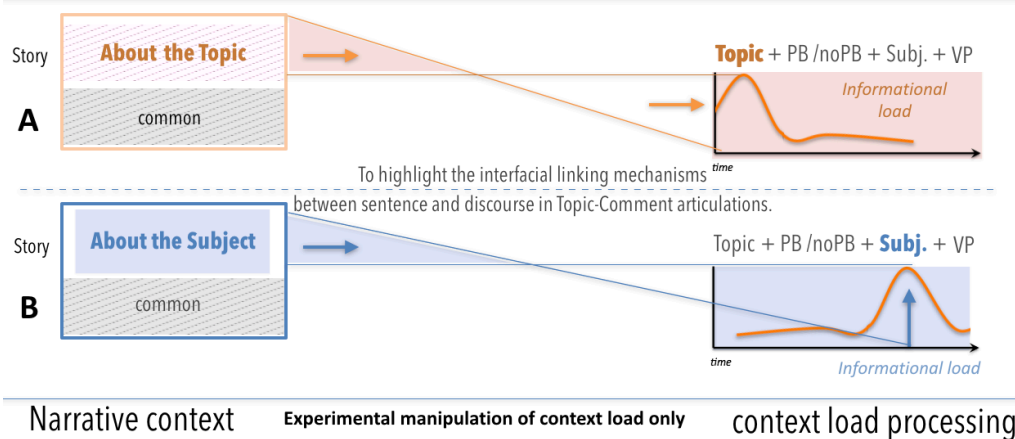 Story
About the Topic
common
A
Topic + PB /noPB + Subj. + VP
Informational
load
time
To highlight the interfacial linking mechanisms
between sentence and discourse in Topic-Comment articulations.
Story
About the Subject
common
B
Topic + PB /noPB + Subj. + VP
time
Informational load
Narrative context
Experimental manipulation of context load only
context load processing